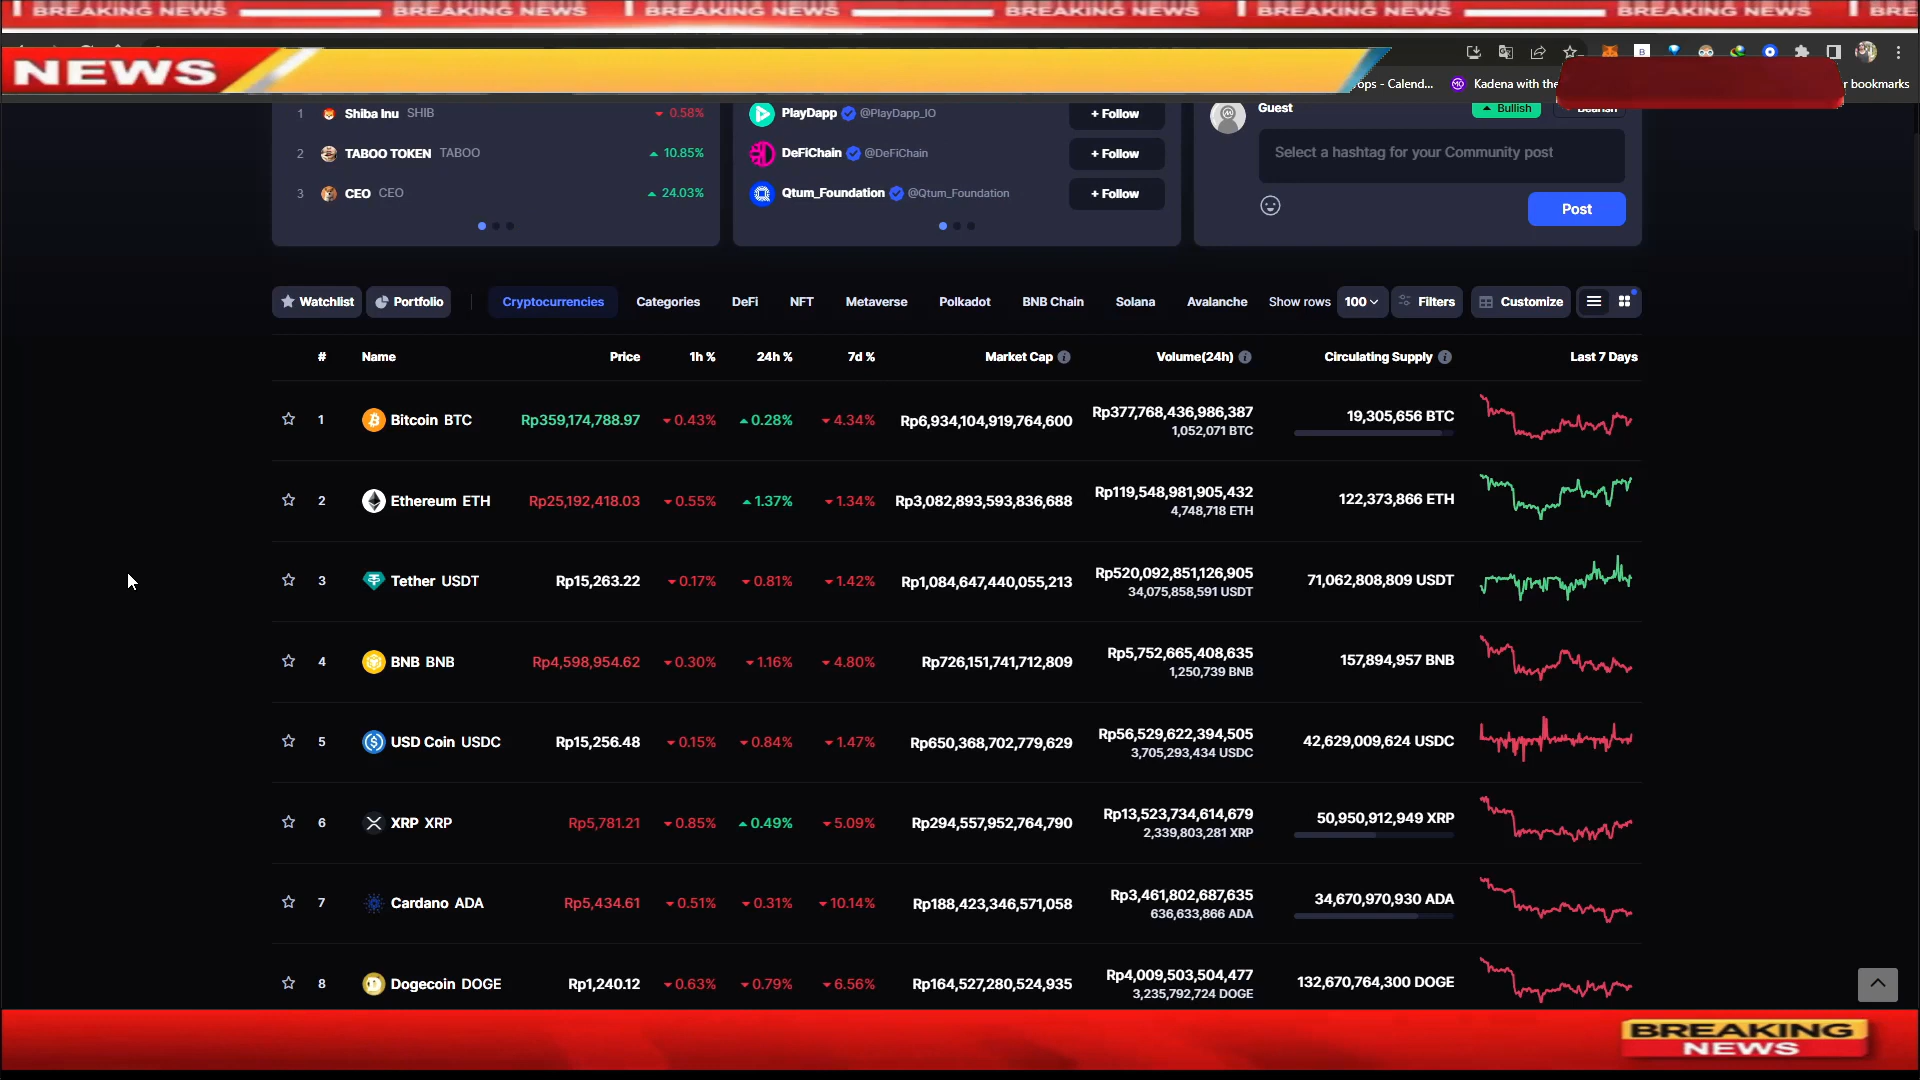 BREAKING NEWS BREAKING NEWS BREAKING NEWS BREAKING NEWS BREAKING NEWS BREAKING NEWS
NEWS
ops - Calend... Kadena with the r bookmarks
1 Shiba Inu SHIB 0.58% PlayDapp @PlayDapp_IO + Follow Guest Bullish Bearish
2 TABOO TOKEN TABOO 10.85% DeFiChain @DeFiChain + Follow Select a hashtag for your Community post
3 CEO CEO 24.03% Qtum_Foundation @Qtum_Foundation + Follow
Post
Watchlist Portfolio Cryptocurrencies Categories DeFi NFT Metaverse Polkadot BNB Chain Solana Avalanche Show rows 100 Filters Customize
# Name Price 1h % 24h % 7d % Market Cap Volume(24h) Circulating Supply Last 7 Days
1 Bitcoin BTC Rp359,174,788.97 0.43% 0.28% 4.34% Rp6,934,104,919,764,600 Rp377,768,436,986,387 19,305,656 BTC
1,052,071 BTC
2 Ethereum ETH Rp25,192,418.03 0.55% 1.37% 1.34% Rp3,082,893,593,836,688 Rp119,548,981,905,432 122,373,866 ETH
4,748,718 ETH
3 Tether USDT Rp15,263.22 0.17% 0.81% 1.42% Rp1,084,647,440,055,213 Rp520,092,851,126,905 71,062,808,809 USDT
34,075,858,591 USDT
4 BNB BNB Rp4,598,954.62 0.30% 1.16% 4.80% Rp726,151,741,712,809 Rp5,752,665,408,635 157,894,957 BNB
1,250,739 BNB
5 USD Coin USDC Rp15,256.48 0.15% 0.84% 1.47% Rp650,368,702,779,629 Rp56,529,622,394,505 42,629,009,624 USDC
3,705,293,434 USDC
6 XRP XRP Rp5,781.21 0.85% 0.49% 5.09% Rp294,557,952,764,790 Rp13,523,734,614,679 50,950,912,949 XRP
2,339,803,281 XRP
7 Cardano ADA Rp5,434.61 0.51% 0.31% 10.14% Rp188,423,346,571,058 Rp3,461,802,687,635 34,670,970,930 ADA
636,633,866 ADA
8 Dogecoin DOGE Rp1,240.12 0.63% 0.79% 6.56% Rp164,527,280,524,935 Rp4,009,503,504,477 132,670,764,300 DOGE
3,235,792,724 DOGE
BREAKING
NEWS